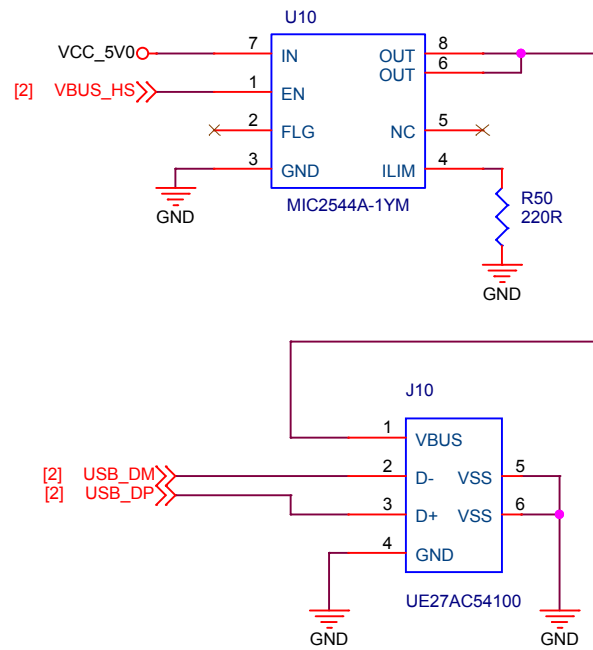 U10
VCC_5V0
7
IN
OUT
8
OUT
6
[2]
VBUS_HS
1
EN
2
FLG
NC
5
3
GND
ILIM
4
GND
MIC2544A-1YM
R50
220R
GND
J10
1
VBUS
[2]
USB_DM
2
D-
VSS
5
[2]
USB_DP
3
D+
VSS
6
4
GND
UE27AC54100
GND
GND